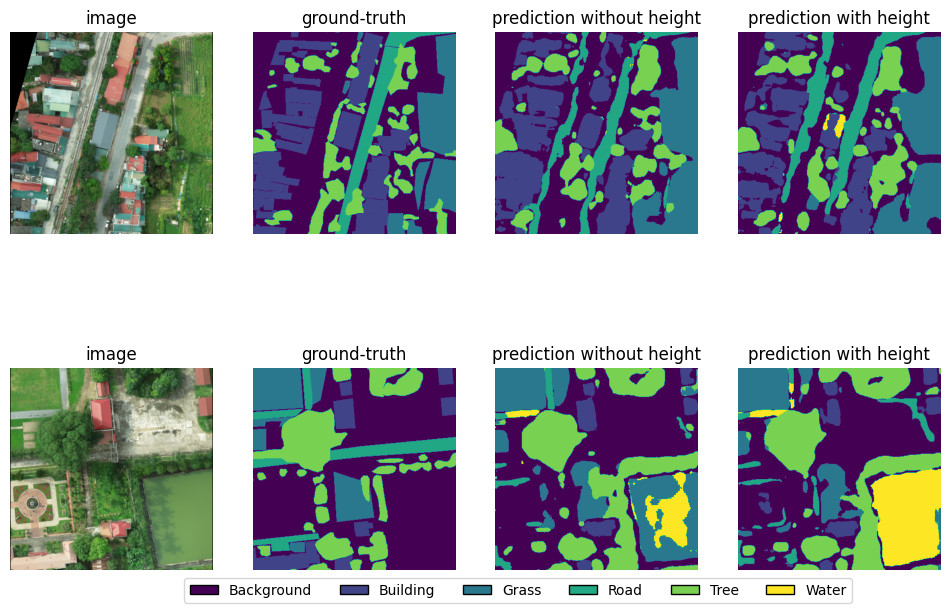 image ground-truth prediction without height prediction with height
image ground-truth prediction without height prediction with height
Background Building Grass Road Tree Water